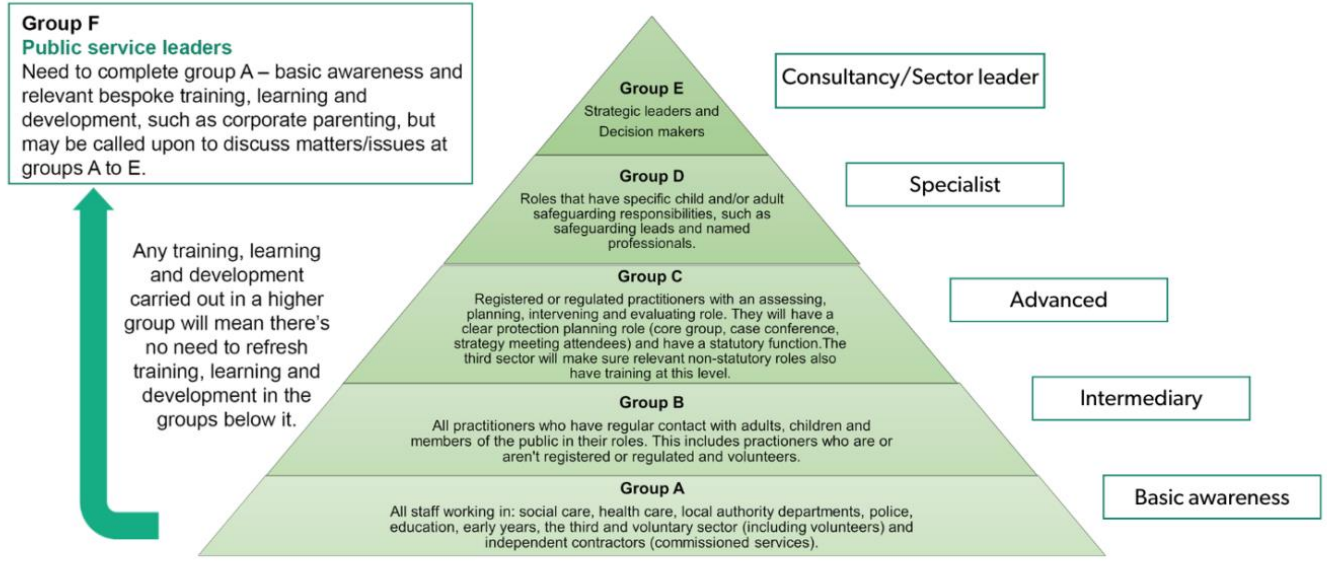 Group F
Public service leaders
Need to complete group A – basic awareness and
relevant bespoke training, learning and
development, such as corporate parenting, but
may be called upon to discuss matters/issues at
groups A to E.
Any training, learning
and development
carried out in a higher
group will mean there's
no need to refresh
training, learning and
development in the
groups below it.
Group E
Strategic leaders and
Decision makers
Consultancy/Sector leader
Group D
Roles that have specific child and/or adult
safeguarding responsibilities, such as
safeguarding leads and named
professionals.
Specialist
Group C
Registered or regulated practitioners with an assessing,
planning, intervening and evaluating role. They will have a
clear protection planning role (core group, case conference,
strategy meeting attendees) and have a statutory function.The
third sector will make sure relevant non-statutory roles also
have training at this level.
Advanced
Group B
All practitioners who have regular contact with adults, children and
members of the public in their roles. This includes practioners who are or
aren't registered or regulated and volunteers.
Intermediary
Group A
All staff working in: social care, health care, local authority departments, police,
education, early years, the third and voluntary sector (including volunteers) and
independent contractors (commissioned services).
Basic awareness